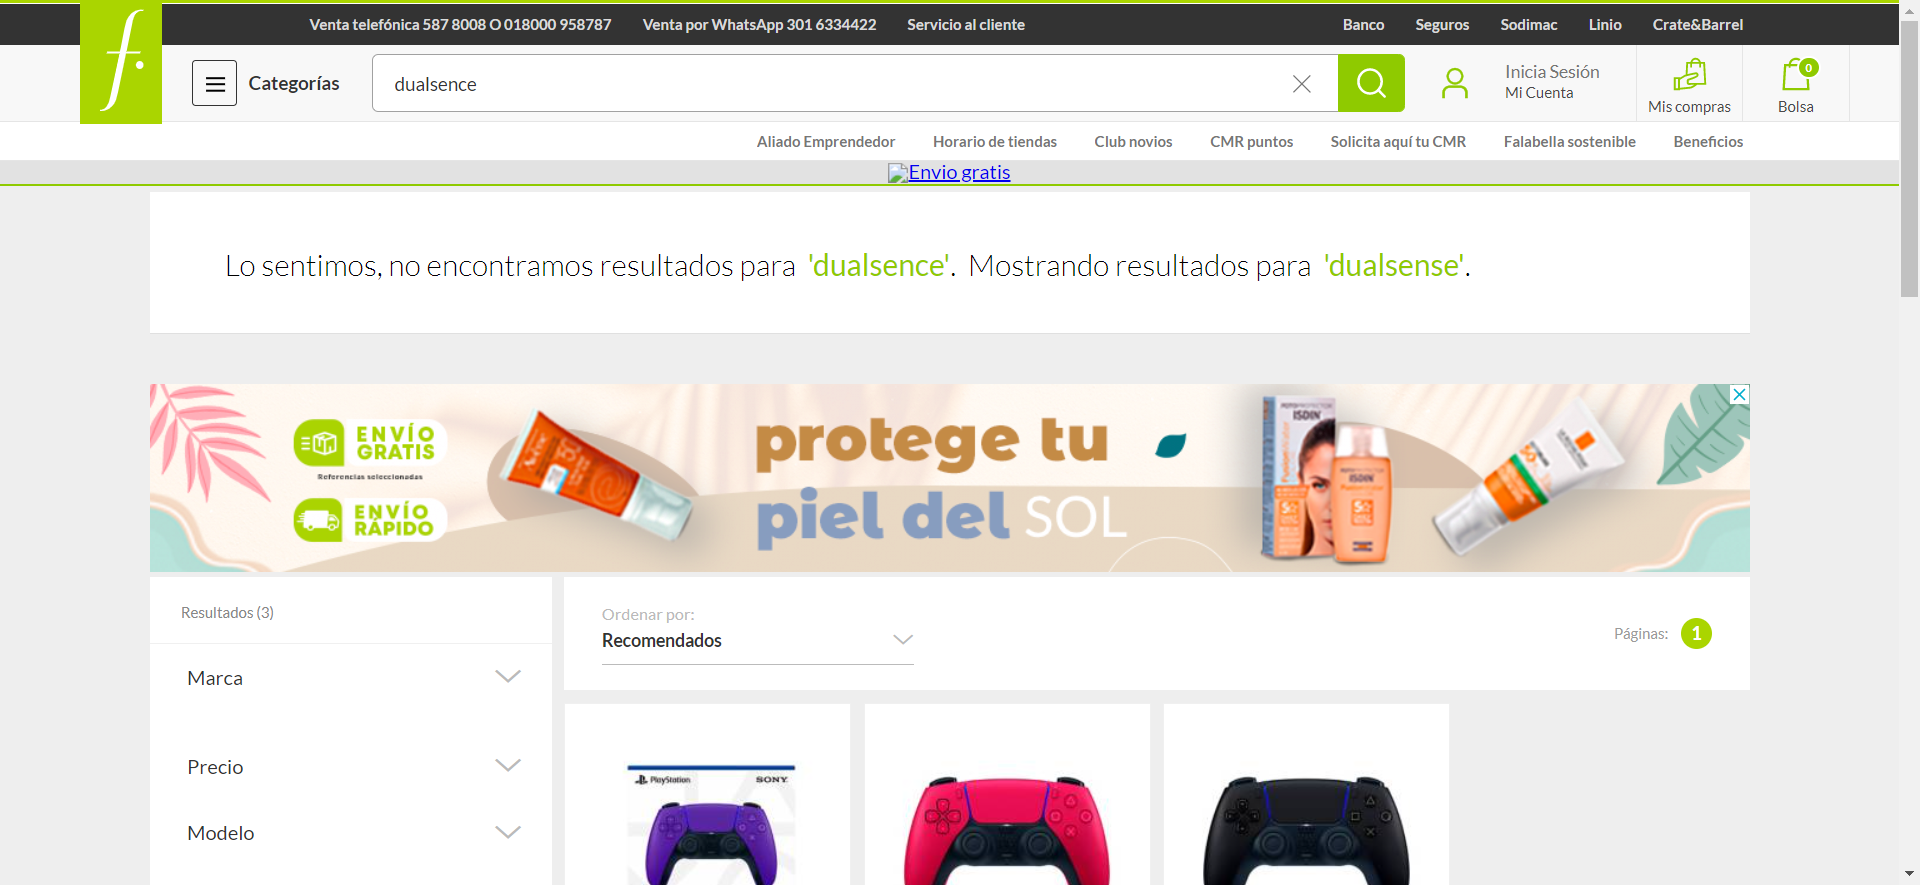 Venta telefónica 587 8008 O 018000 958787 Venta por WhatsApp 301 6334422 Servicio al cliente Banco Seguros Sodimac Linio Crate&Barrel
f.
Categorías dualsence Inicia Sesión
Mi Cuenta
Mis compras
0
Bolsa
Aliado Emprendedor Horario de tiendas Club novios CMR puntos Solicita aquí tu CMR Falabella sostenible Beneficios
Envio gratis
Lo sentimos, no encontramos resultados para 'dualsence'. Mostrando resultados para 'dualsense'.
ENVÍO
GRATIS
Referencias seleccionadas
ENVÍO
RÁPIDO
protege tu
piel del SOL
ISDIN
ISDIN
Resultados (3)
Ordenar por:
Recomendados
Páginas: 1
Marca
Precio
Modelo
PlayStation SONY